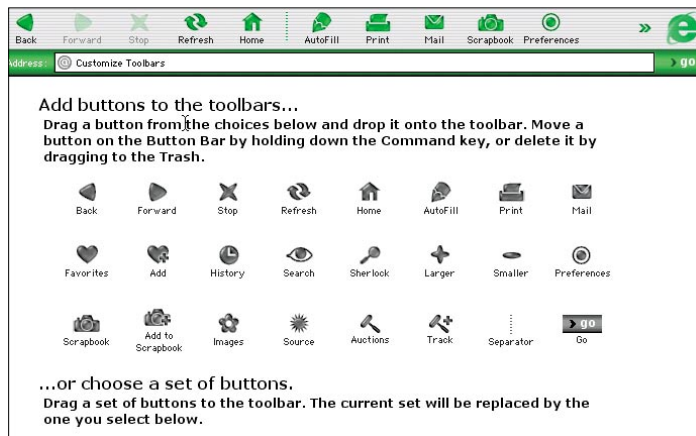 Back Forward Stop Refresh Home AutoFill Print Mail Scrapbook Preferences
Address: @ Customize Toolbars go
Add buttons to the toolbars...
Drag a button from the choices below and drop it onto the toolbar. Move a
button on the Button Bar by holding down the Command key, or delete it by
dragging to the Trash.
Back Forward Stop Refresh Home AutoFill Print Mail
Favorites Add History Search Sherlock Larger Smaller Preferences
Scrapbook Add to Scrapbook Images Source Auctions Track Separator go Go
...or choose a set of buttons.
Drag a set of buttons to the toolbar. The current set will be replaced by the
one you select below.